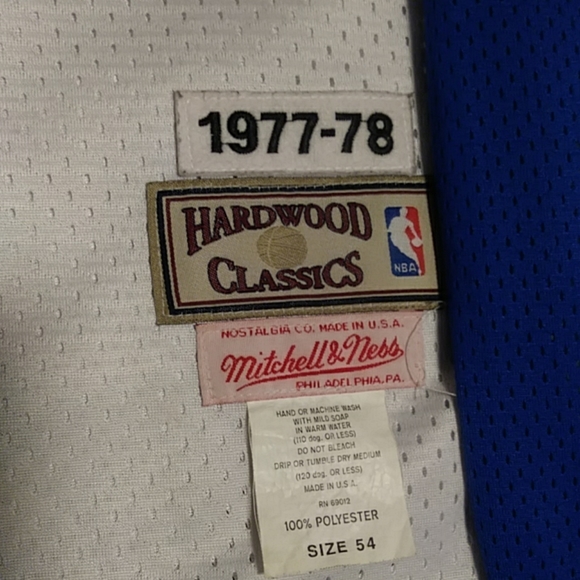 1977-78
HARDWOOD
CLASSICS
NBA
NOSTALGIA CO. MADE IN U.S.A.
Mitchell & Ness
PHILADELPHIA, PA.
HAND OR MACHINE WASH
WITH MILD SOAP
IN WARM WATER
(110 deg. OR LESS)
DO NOT BLEACH
DRIP OR TUMBLE DRY MEDIUM
(120 deg. OR LESS)
MADE IN U.S.A.
RN 69012
100% POLYESTER
SIZE 54